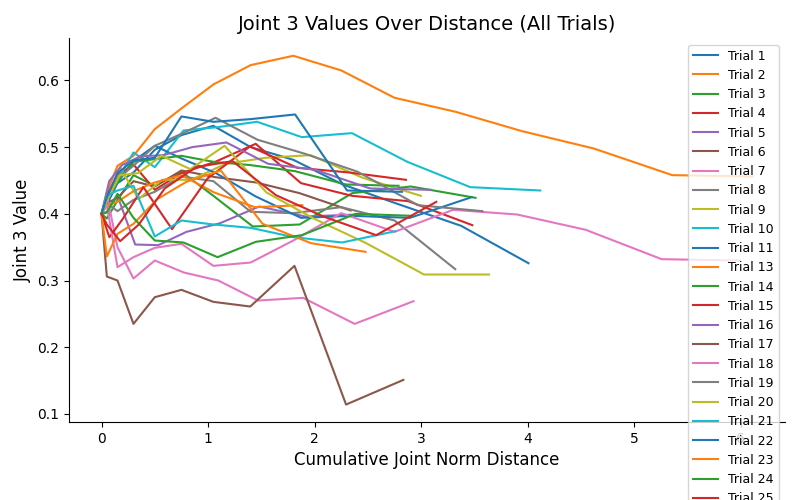 Joint 3 Values Over Distance (All Trials)
Joint 3 Value
0.6
0.5
0.4
0.3
0.2
0.1
0
1
2
3
4
5
Cumulative Joint Norm Distance
Trial 1
Trial 2
Trial 3
Trial 4
Trial 5
Trial 6
Trial 7
Trial 8
Trial 9
Trial 10
Trial 11
Trial 13
Trial 14
Trial 15
Trial 16
Trial 17
Trial 18
Trial 19
Trial 20
Trial 21
Trial 22
Trial 23
Trial 24
Trial 25